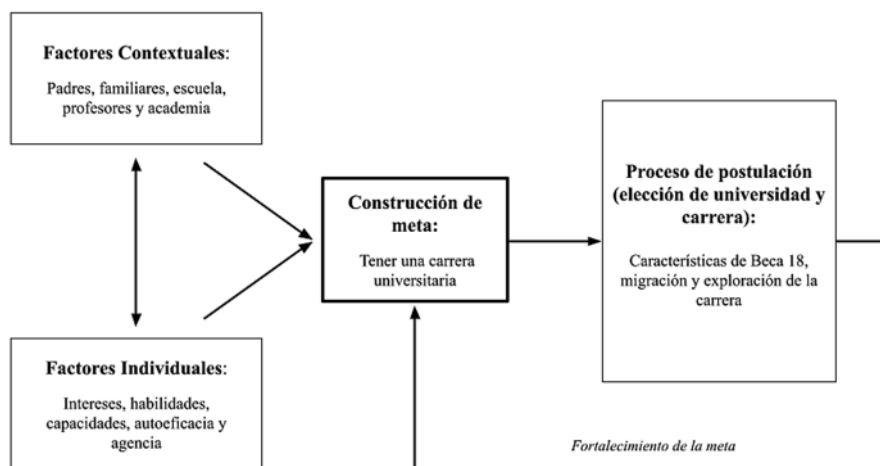 Factores Contextuales:
Padres, familiares, escuela,
profesores y academia
Construcción de
meta:
Tener una carrera
universitaria
Proceso de postulación
(elección de universidad y
carrera):
Características de Beca 18,
migración y exploración de la
carrera
Factores Individuales:
Intereses, habilidades,
capacidades, autoeficacia y
agencia
Fortalecimiento de la meta